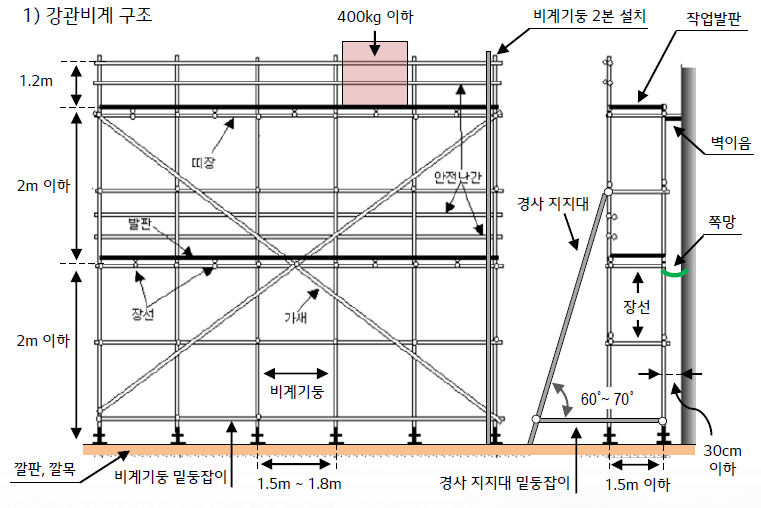 1) 강관비계 구조
400kg 이하
비계기둥 2본 설치
작업발판
1.2m
띠장
안전난간
벽이음
2m 이하
경사 지지대
쪽망
발판
장선
가새
장선
2m 이하
비계기둥
60˚~ 70˚
30cm
이하
깔판, 깔목
비계기둥 밑둥잡이
1.5m ~ 1.8m
경사 지지대 밑둥잡이
1.5m 이하